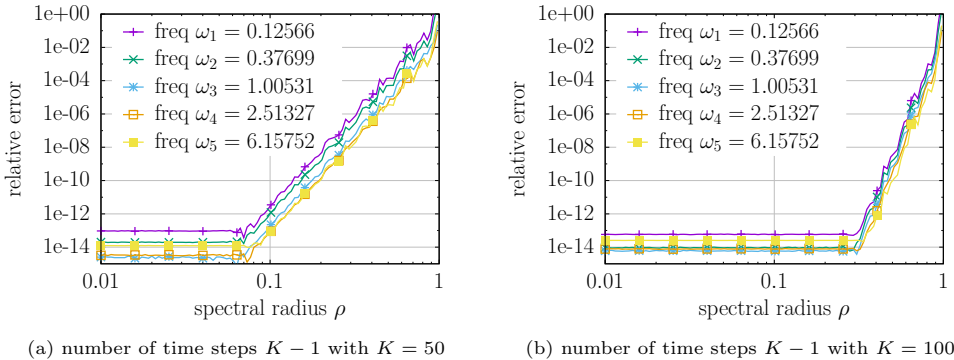 1e+00
1e-02
1e-04
1e-06
1e-08
1e-10
1e-12
1e-14
relative error
freq ω₁ = 0.12566
freq ω₂ = 0.37699
freq ω₃ = 1.00531
freq ω₄ = 2.51327
freq ω₅ = 6.15752
0.01 0.1 1
spectral radius ρ
(a) number of time steps K − 1 with K = 50
1e+00
1e-02
1e-04
1e-06
1e-08
1e-10
1e-12
1e-14
relative error
freq ω₁ = 0.12566
freq ω₂ = 0.37699
freq ω₃ = 1.00531
freq ω₄ = 2.51327
freq ω₅ = 6.15752
0.01 0.1 1
spectral radius ρ
(b) number of time steps K − 1 with K = 100